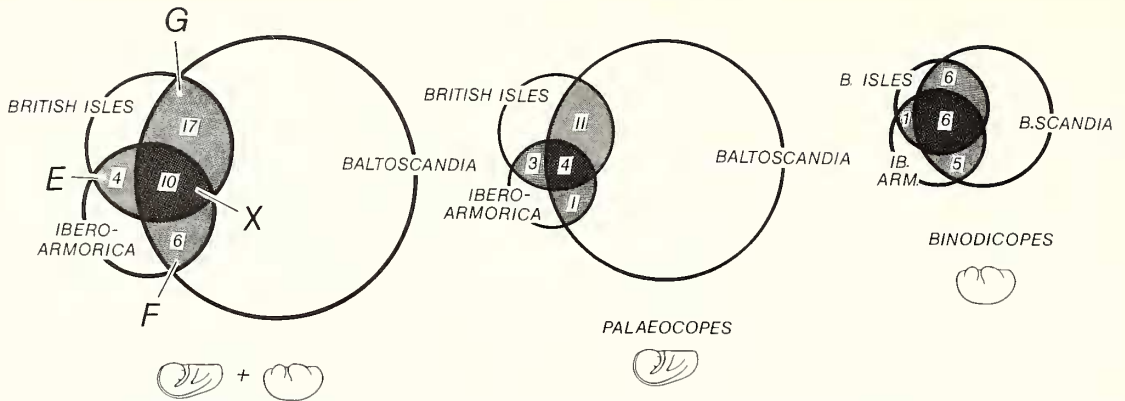 G
BRITISH ISLES
17
BALTOSCANDIA
E
4
10
X
IBERO-
ARMORICA
6
F
+
BRITISH ISLES
11
BALTOSCANDIA
3
4
IBERO-
ARMORICA
1
PALAEOCOPES
B. ISLES
6
B.SCANDIA
1
6
IB.
ARM.
5
BINODICOPES